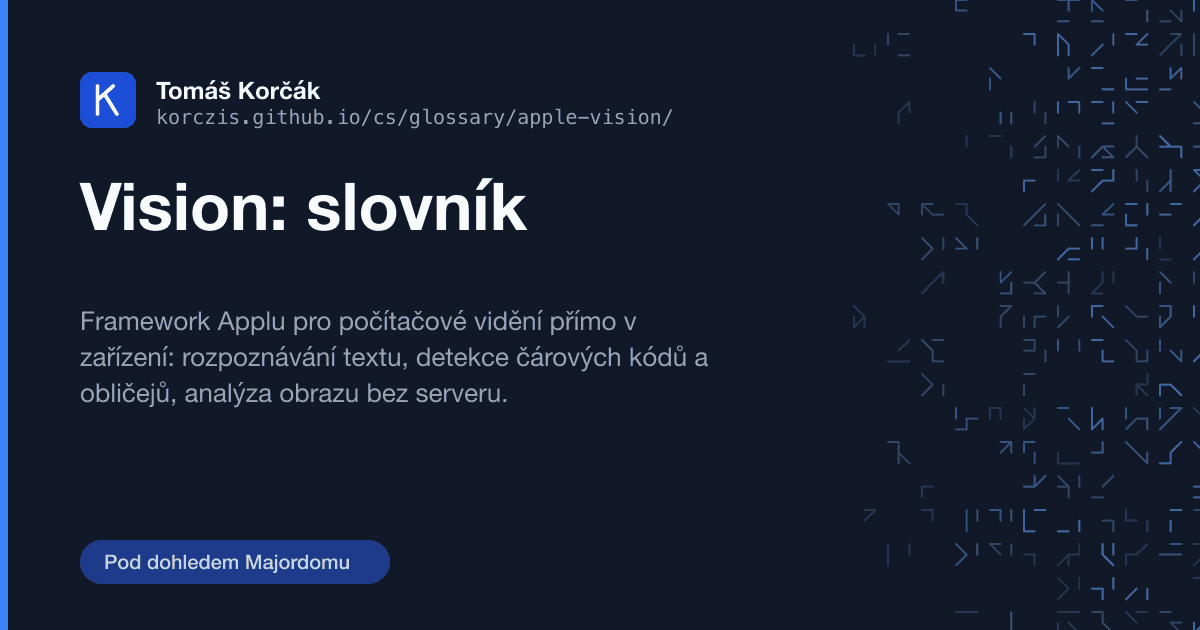 K
Tomáš Korčák
korczis.github.io/cs/glossary/apple-vision/
Vision: slovník
Framework Applu pro počítačové vidění přímo v
zařízení: rozpoznávání textu, detekce čárových kódů a
obličejů, analýza obrazu bez serveru.
Pod dohledem Majordomu